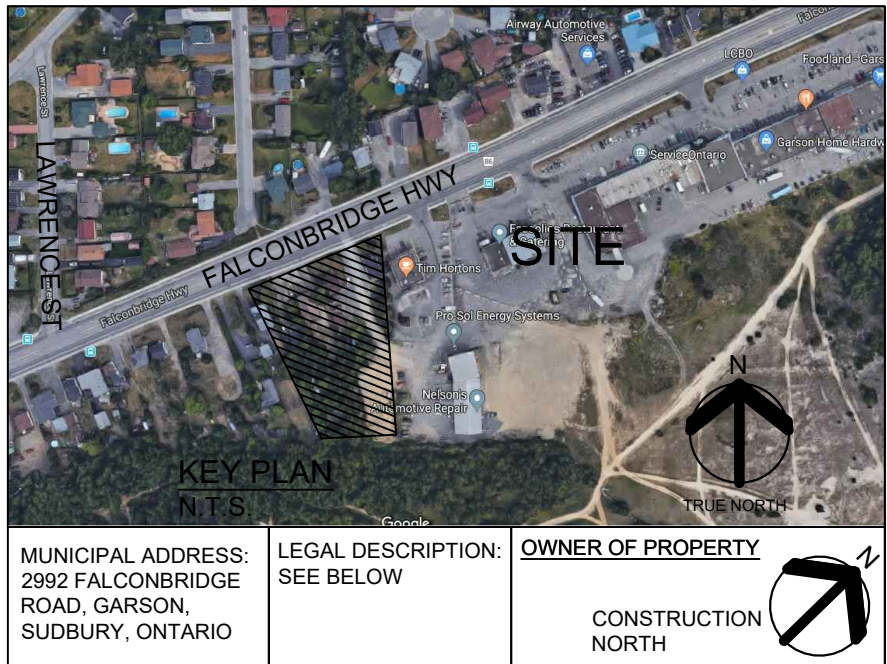 Airway Automotive
Services
LCBO
Foodland - Gars
Garson Home Hardw
ServiceOntario
86
Lawrence St
LAWRENCE ST
FALCONBRIDGE HWY
Falconbridge Hwy
SITE
& Catering
Tim Hortons
Pro-Sol Energy Systems
Nelson's
Automotive Repair
N
TRUE NORTH
KEY PLAN
N.T.S.
Google
MUNICIPAL ADDRESS:
2992 FALCONBRIDGE
ROAD, GARSON,
SUDBURY, ONTARIO
LEGAL DESCRIPTION:
SEE BELOW
OWNER OF PROPERTY
N
CONSTRUCTION
NORTH